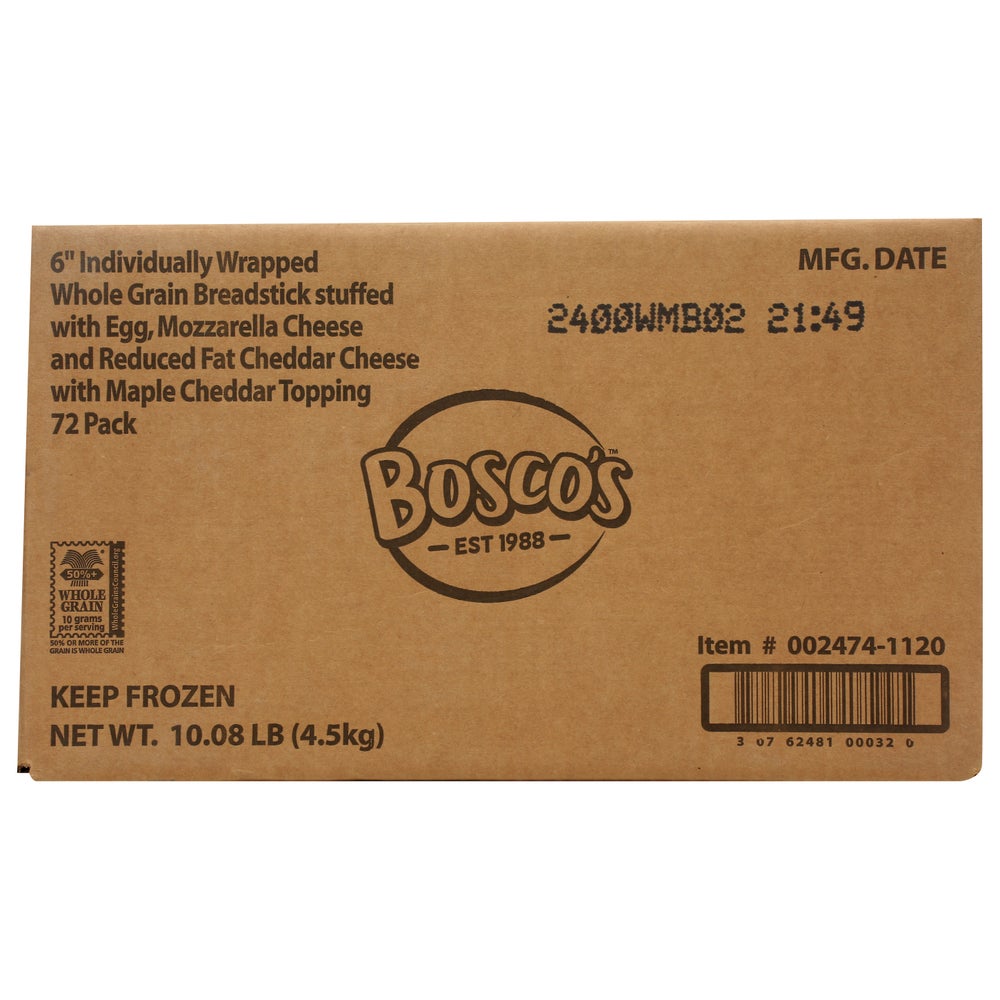 6" Individually Wrapped
Whole Grain Breadstick stuffed
with Egg, Mozzarella Cheese
and Reduced Fat Cheddar Cheese
with Maple Cheddar Topping
72 Pack
MFG. DATE
2400WMB02 21:49
BOSCO'S™
EST 1988
50%+
WHOLE
GRAIN
10 grams
per serving
WholeGrainsCouncil.org
50% OR MORE OF THE
GRAIN IS WHOLE GRAIN
KEEP FROZEN
NET WT. 10.08 LB (4.5kg)
Item # 002474-1120
3 07 62481 00032 0